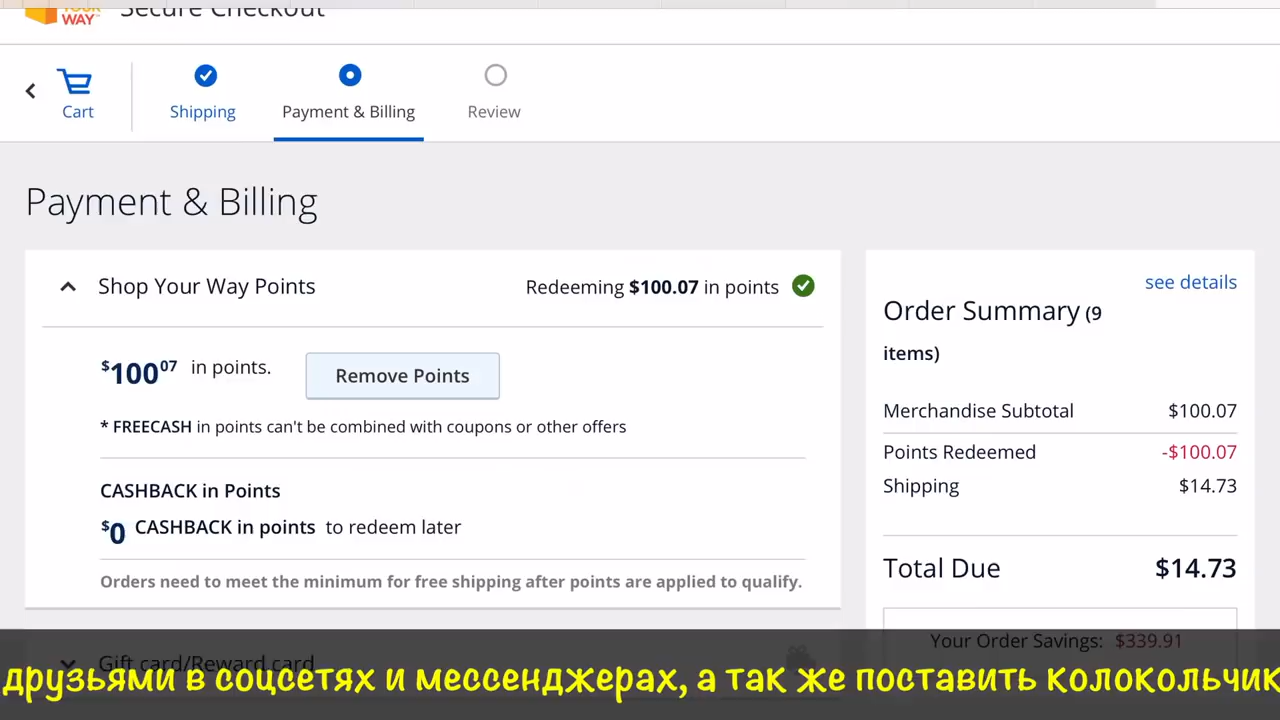 YOUR
WAY
Secure Checkout
Cart
Shipping
Payment & Billing
Review
Payment & Billing
Shop Your Way Points
Redeeming $100.07 in points
$100.07 in points.
Remove Points
* FREECASH in points can't be combined with coupons or other offers
CASHBACK in Points
$0 CASHBACK in points to redeem later
Orders need to meet the minimum for free shipping after points are applied to qualify.
see details
Order Summary (9
items)
Merchandise Subtotal $100.07
Points Redeemed -$100.07
Shipping $14.73
Total Due $14.73
Your Order Savings: $339.91
Gift card/Reward card
друзьями в соцсетях и мессенджерах, а так же поставить колокольчик